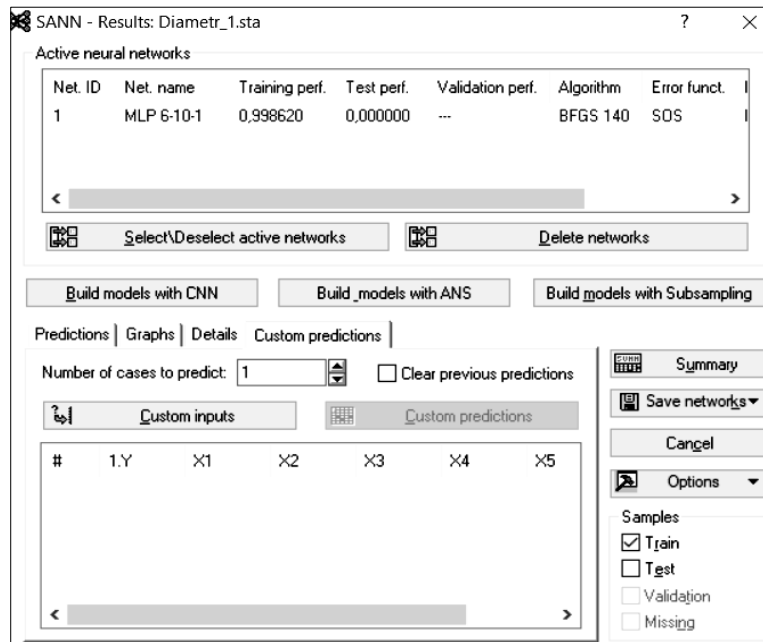 SANN - Results: Diametr_1.sta ? ×
Active neural networks
Net. ID Net. name Training perf. Test perf. Validation perf. Algorithm Error funct.
1 MLP 6-10-1 0,998620 0,000000 --- BFGS 140 SOS
Select\Deselect active networks Delete networks
Build models with CNN Build _models with ANS Build models with Subsampling
Predictions Graphs Details Custom predictions
Number of cases to predict: 1 Clear previous predictions
Custom inputs Custom predictions
# 1.Y X1 X2 X3 X4 X5
Summary
Save networks
Cancel
Options
Samples
Train
Test
Validation
Missing